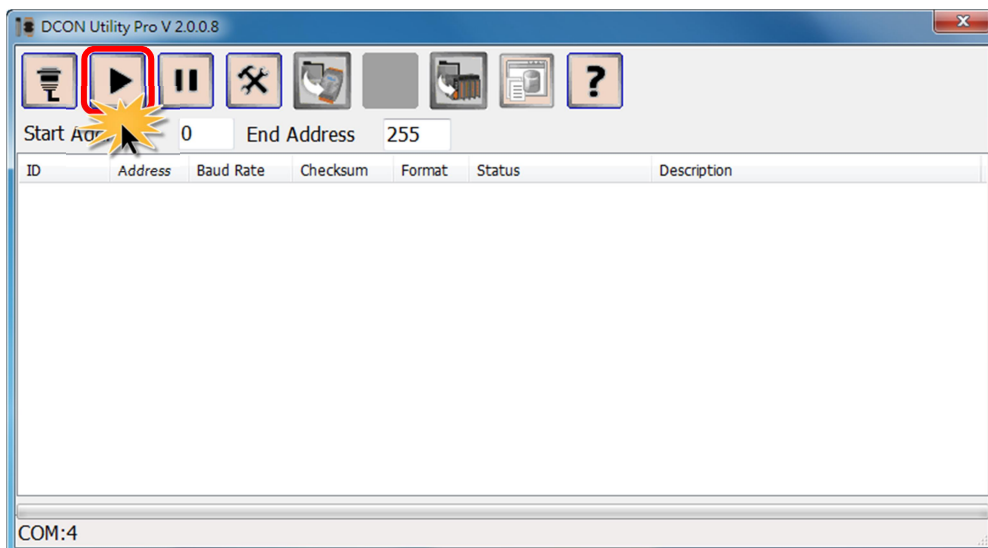 DCON Utility Pro V 2.0.0.8
?
Start 0 End Address 255
ID Address Baud Rate Checksum Format Status Description
COM:4